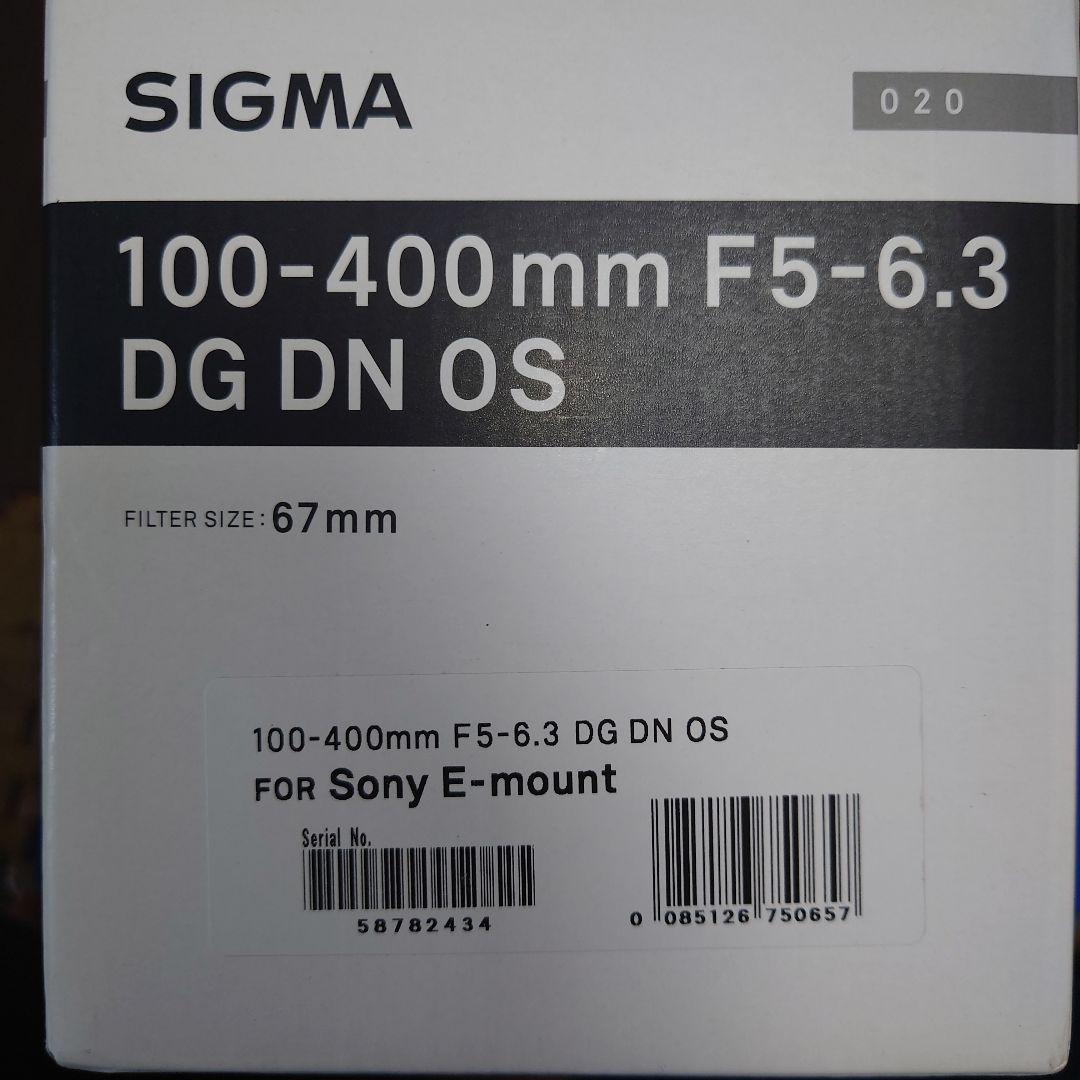 SIGMA
020
100-400mm F5-6.3
DG DN OS
FILTER SIZE: 67mm
100-400mm F5-6.3 DG DN OS
FOR Sony E-mount
Serial No.
58782434
0 085126 750657